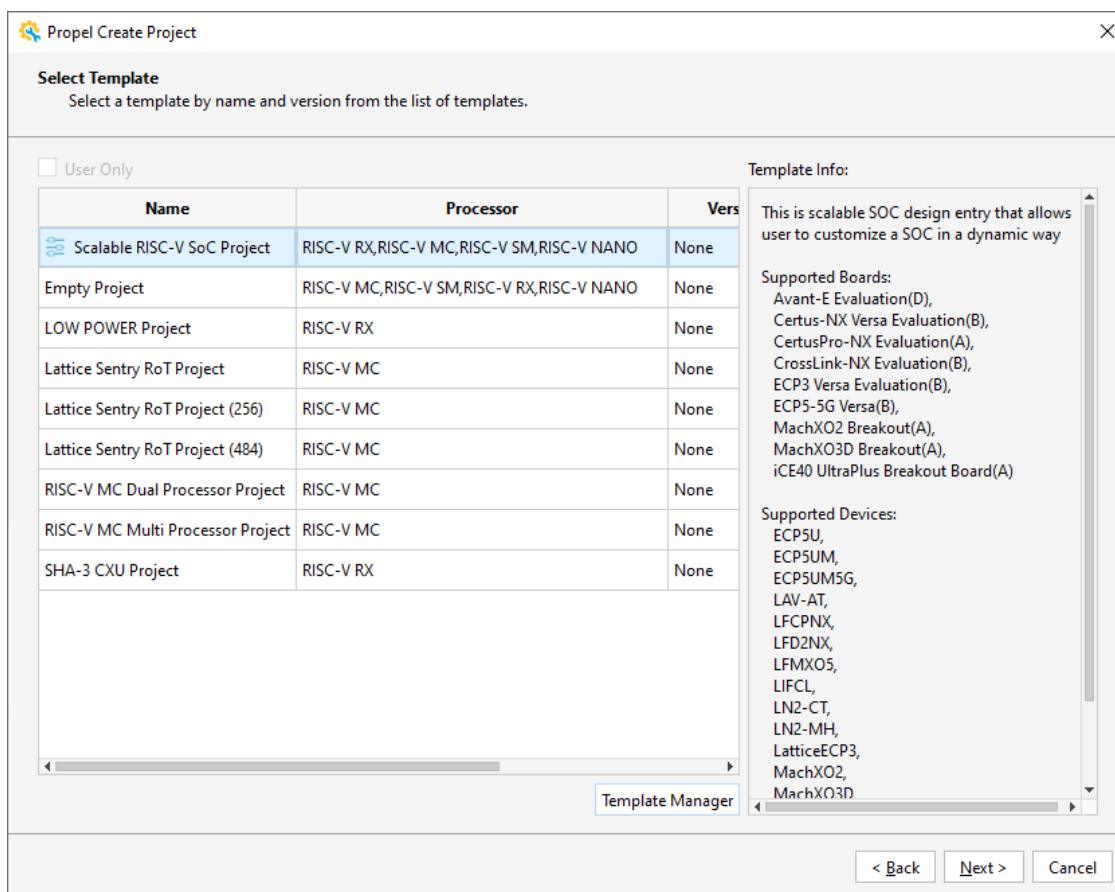 Propel Create Project
Select Template
Select a template by name and version from the list of templates.
User Only
Template Info:
Name Processor Vers
Scalable RISC-V SoC Project RISC-V RX,RISC-V MC,RISC-V SM,RISC-V NANO None
Empty Project RISC-V MC,RISC-V SM,RISC-V RX,RISC-V NANO None
LOW POWER Project RISC-V RX None
Lattice Sentry RoT Project RISC-V MC None
Lattice Sentry RoT Project (256) RISC-V MC None
Lattice Sentry RoT Project (484) RISC-V MC None
RISC-V MC Dual Processor Project RISC-V MC None
RISC-V MC Multi Processor Project RISC-V MC None
SHA-3 CXU Project RISC-V RX None
This is scalable SOC design entry that allows
user to customize a SOC in a dynamic way
Supported Boards:
Avant-E Evaluation(D),
Certus-NX Versa Evaluation(B),
CertusPro-NX Evaluation(A),
CrossLink-NX Evaluation(B),
ECP3 Versa Evaluation(B),
ECP5-5G Versa(B),
MachXO2 Breakout(A),
MachXO3D Breakout(A),
iCE40 UltraPlus Breakout Board(A)
Supported Devices:
ECP5U,
ECP5UM,
ECP5UM5G,
LAV-AT,
LFCPNX,
LFD2NX,
LFMXO5,
LIFCL,
LN2-CT,
LN2-MH,
LatticeECP3,
MachXO2,
MachXO3D
Template Manager
< Back Next > Cancel